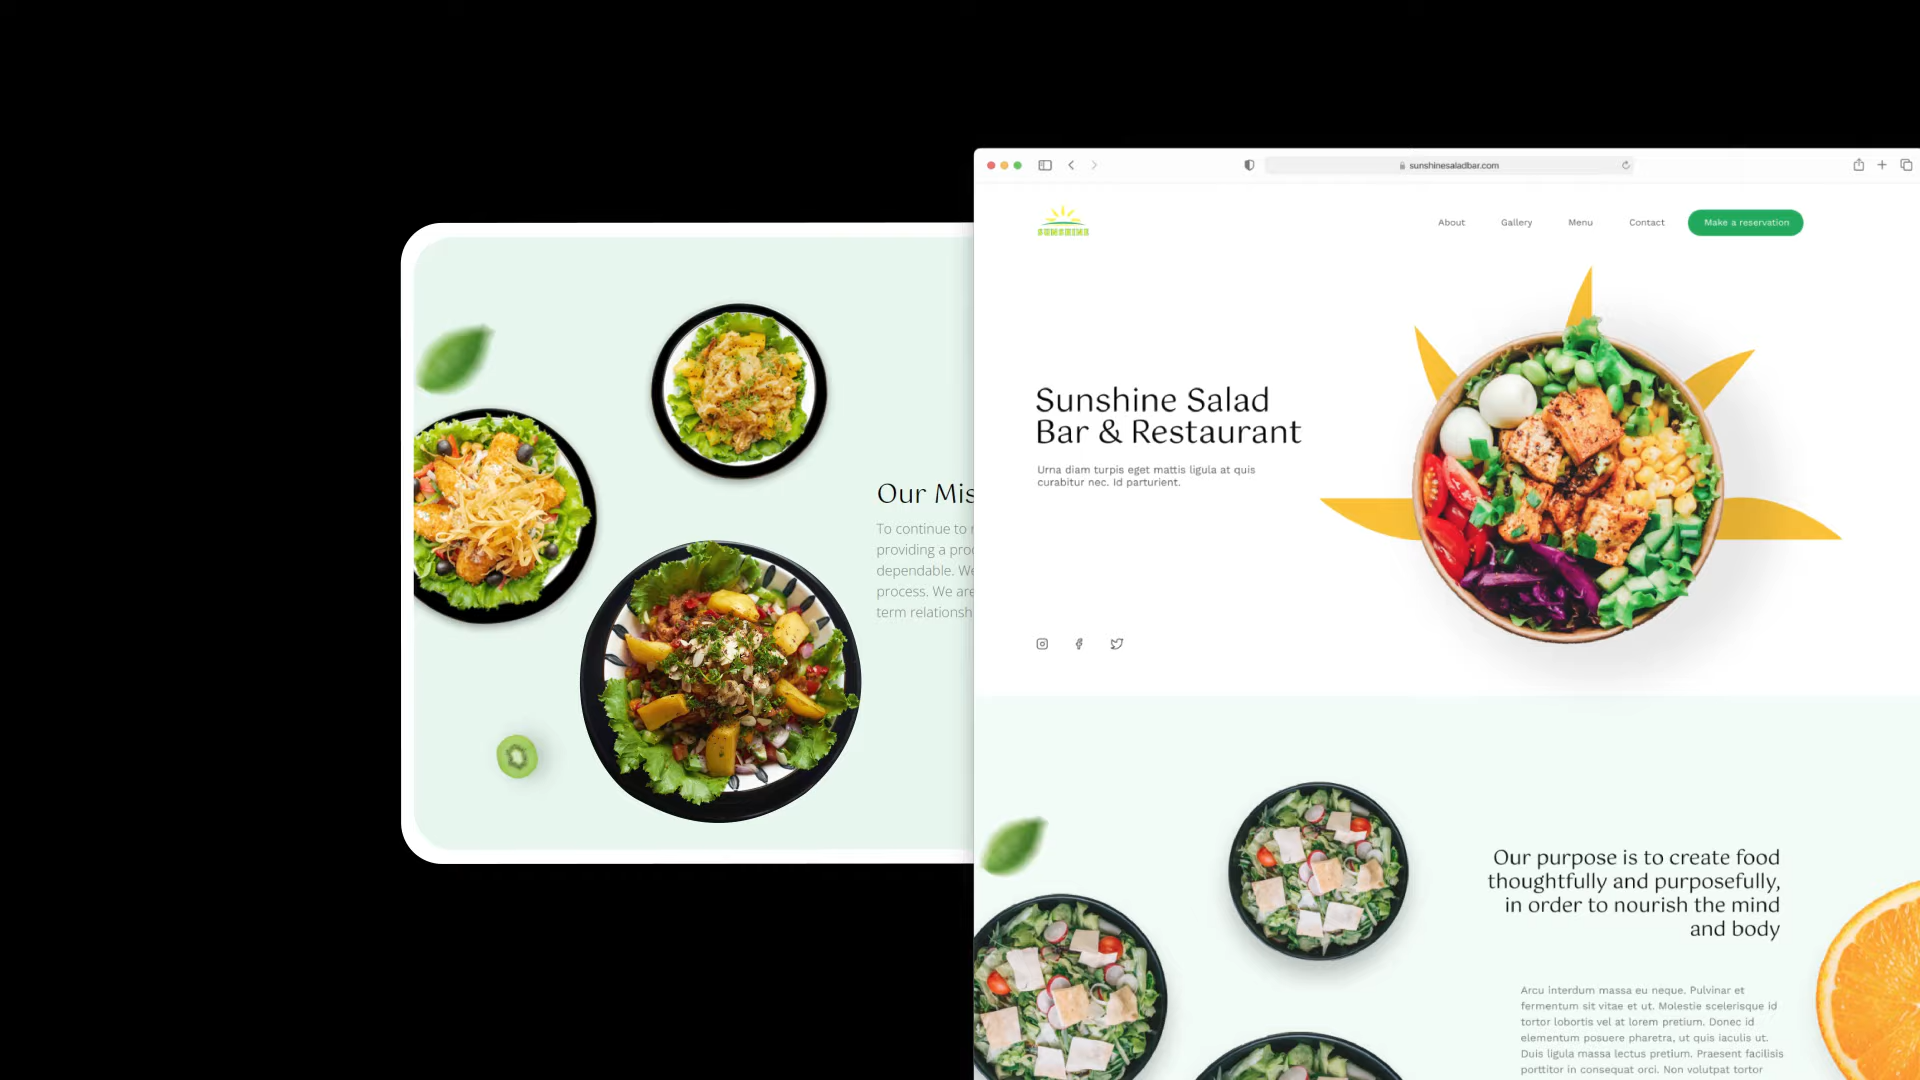 sunshinesaladbar.com
SUNSHINE
About
Gallery
Menu
Contact
Make a reservation
Sunshine Salad
Bar & Restaurant
Urna diam turpis eget mattis ligula at quis
curabitur nec. Id parturient.
Our Mis
To continue to
providing a pro
dependable. We
process. We are
term relationsh
Our purpose is to create food
thoughtfully and purposefully,
in order to nourish the mind
and body
Arcu interdum massa eu neque. Pulvinar et
fermentum sit vitae et ut. Molestie scelerisque id
tortor lobortis vel at lorem pretium. Donec id
elementum posuere pharetra, ut quis iaculis ut.
Duis ligula massa lectus pretium. Praesent facilisis
porttitor in consequat orci. Non volutpat tortor